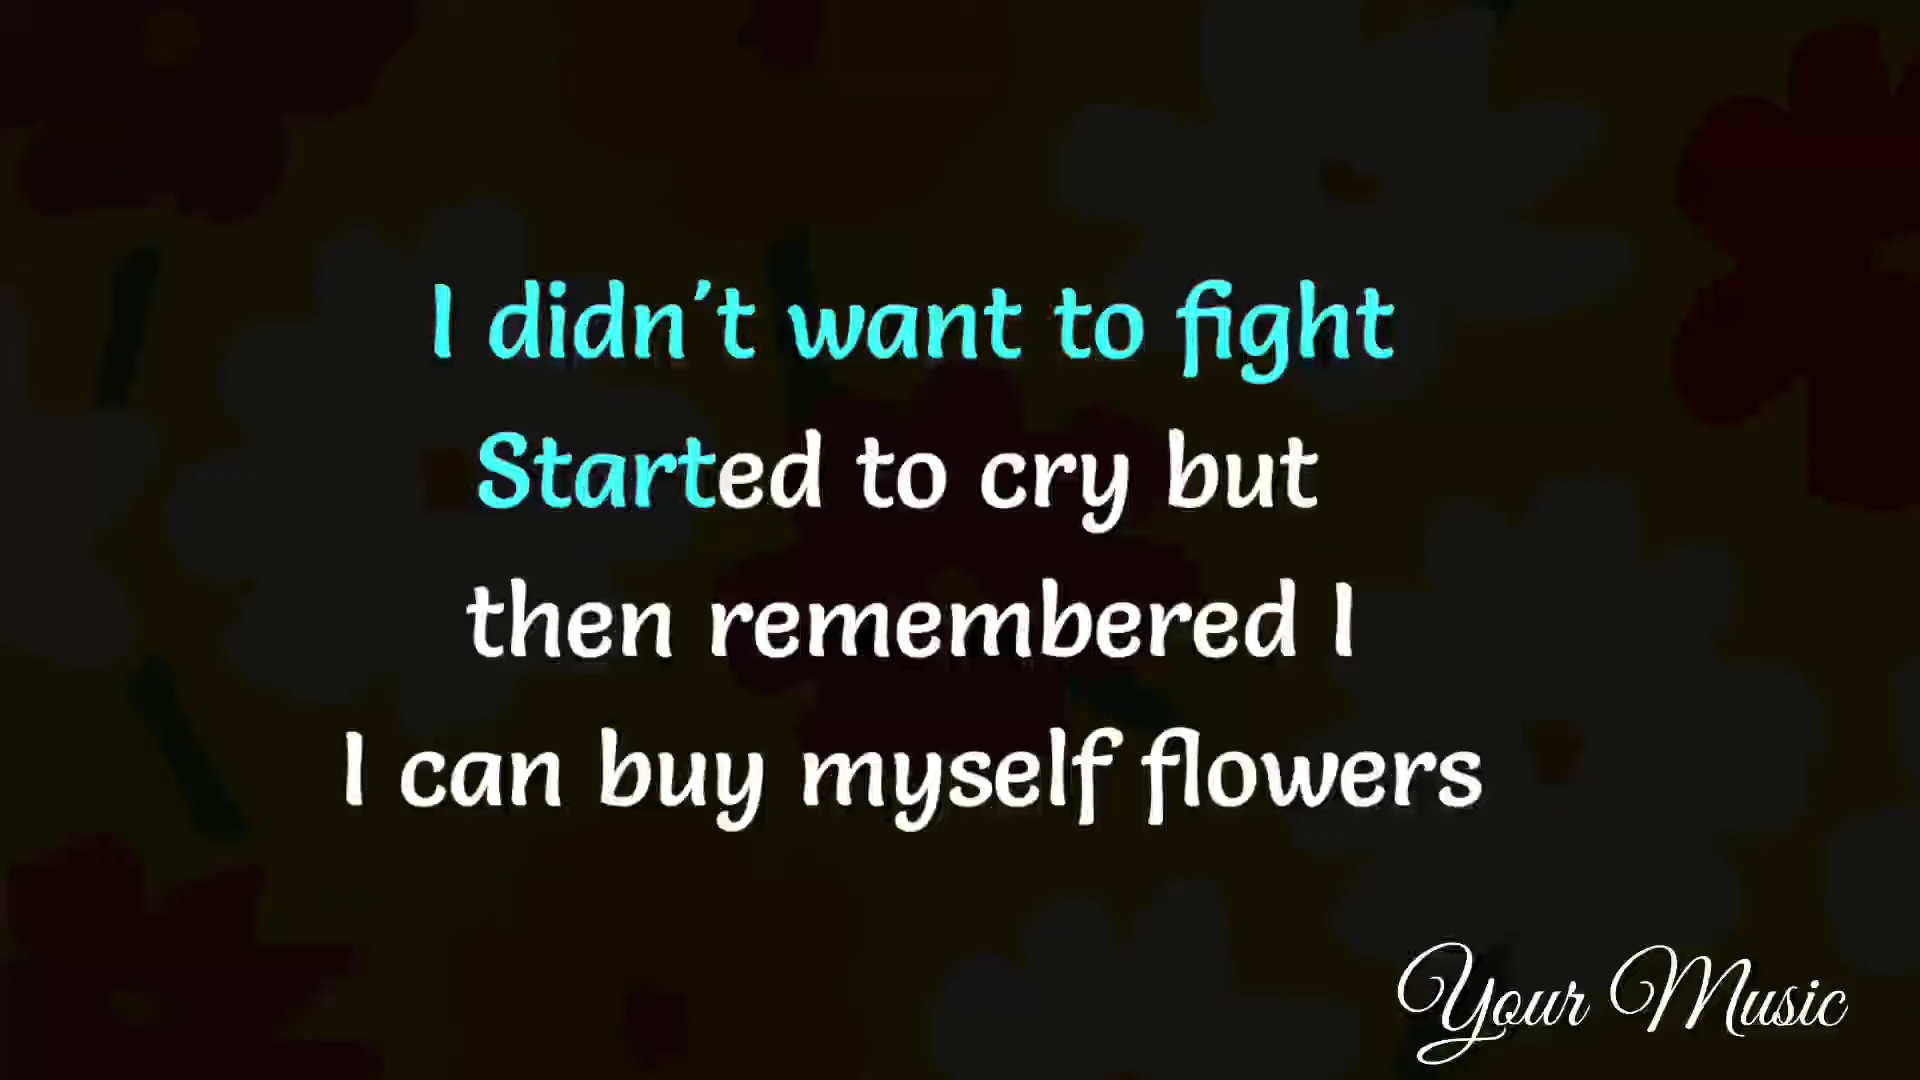 I didn't want to fight
Started to cry but
then remembered I
I can buy myself flowers
Your Music